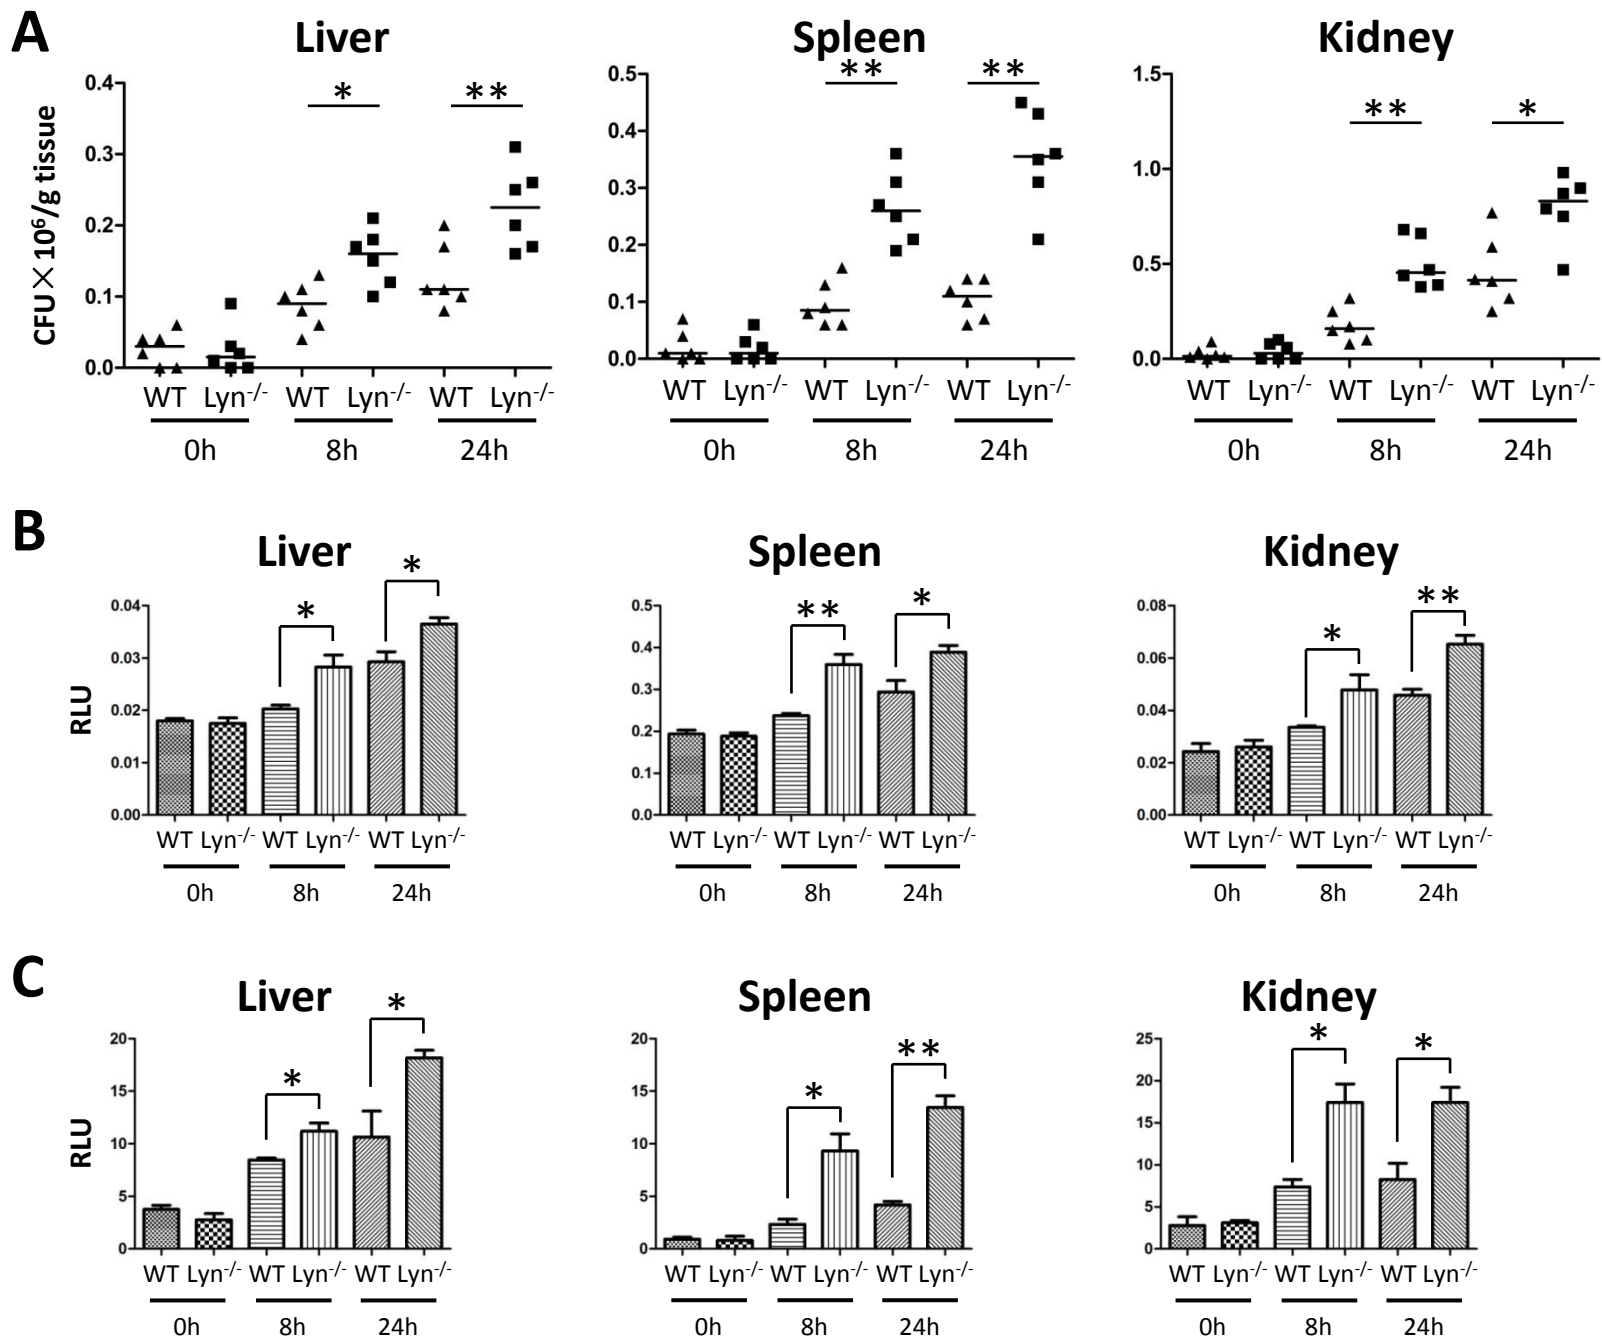 A
Liver Spleen Kidney
CFU×10⁶/g tissue
0.4
0.3
0.2
0.1
0.0
* **
WT Lyn⁻/⁻ WT Lyn⁻/⁻ WT Lyn⁻/⁻
0h 8h 24h
0.5
0.4
0.3
0.2
0.1
0.0
** **
WT Lyn⁻/⁻ WT Lyn⁻/⁻ WT Lyn⁻/⁻
0h 8h 24h
1.5
1.0
0.5
0.0
** *
WT Lyn⁻/⁻ WT Lyn⁻/⁻ WT Lyn⁻/⁻
0h 8h 24h
B
Liver Spleen Kidney
RLU
0.04
0.03
0.02
0.01
0.00
* *
WT Lyn⁻/⁻ WT Lyn⁻/⁻ WT Lyn⁻/⁻
0h 8h 24h
0.5
0.4
0.3
0.2
0.1
0.0
** *
WT Lyn⁻/⁻ WT Lyn⁻/⁻ WT Lyn⁻/⁻
0h 8h 24h
0.08
0.06
0.04
0.02
0.00
* **
WT Lyn⁻/⁻ WT Lyn⁻/⁻ WT Lyn⁻/⁻
0h 8h 24h
C
Liver Spleen Kidney
RLU
20
15
10
5
0
* *
WT Lyn⁻/⁻ WT Lyn⁻/⁻ WT Lyn⁻/⁻
0h 8h 24h
20
15
10
5
0
* **
WT Lyn⁻/⁻ WT Lyn⁻/⁻ WT Lyn⁻/⁻
0h 8h 24h
25
20
15
10
5
0
* *
WT Lyn⁻/⁻ WT Lyn⁻/⁻ WT Lyn⁻/⁻
0h 8h 24h